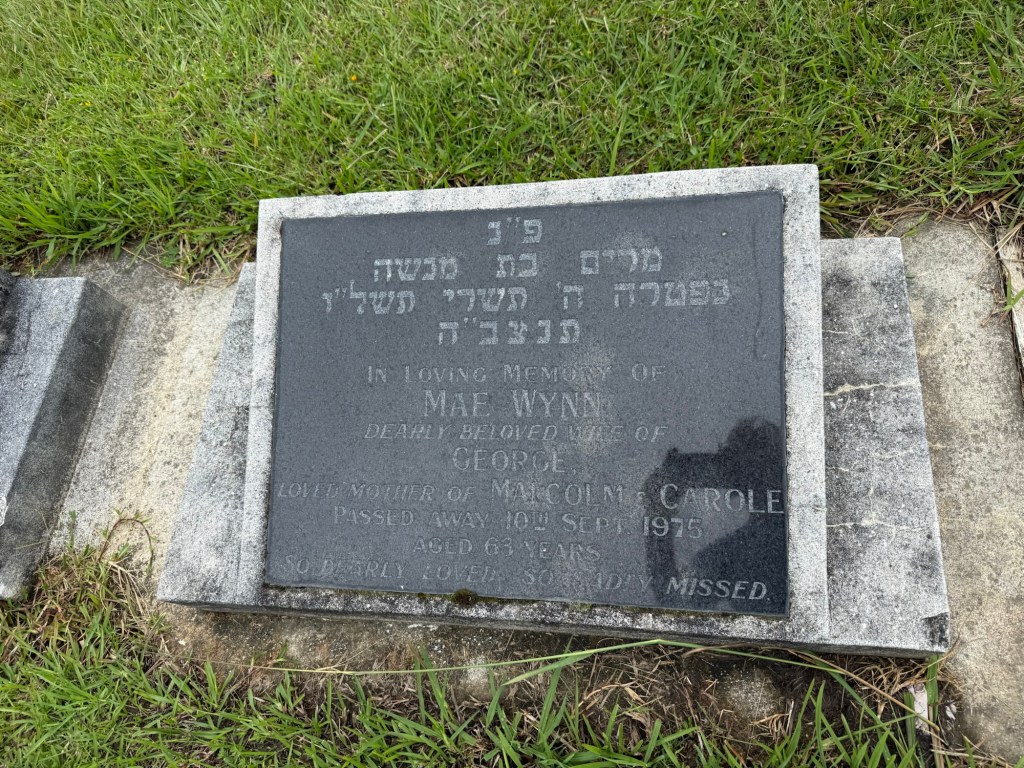 פ"נ
מרים בת מנשה
נפטרה ה' תשרי תשל"ו
תנצב"ה
IN LOVING MEMORY OF
MAE WYNN
DEARLY BELOVED WIFE OF
GEORGE,
LOVED MOTHER OF MALCOLM & CAROLE
PASSED AWAY 10TH SEPT. 1975
AGED 63 YEARS
SO DEARLY LOVED, SO SADLY MISSED.